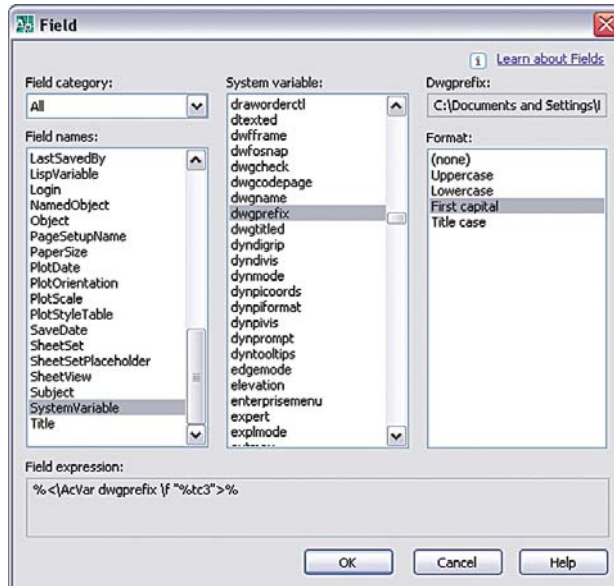 Field
Learn about Fields
Field category:
All
Field names:
LastSavedBy
LispVariable
Login
NamedObject
Object
PageSetupName
PaperSize
PlotDate
PlotOrientation
PlotScale
PlotStyleTable
SaveDate
SheetSet
SheetSetPlaceholder
SheetView
Subject
SystemVariable
Title
System variable:
draworderctl
dtexted
dwfframe
dwfosnap
dwgcheck
dwgcodepage
dwgname
dwgprefix
dwgtitled
dyndigrip
dyndivis
dynmode
dynpicoords
dynpiformat
dynpivis
dynprompt
dyntooltips
edgemode
elevation
enterprisemenu
expert
explmode
Dwgprefix:
C:\Documents and Settings\
Format:
(none)
Uppercase
Lowercase
First capital
Title case
Field expression:
%<\AcVar dwgprefix \f "%tc3">%
OK
Cancel
Help